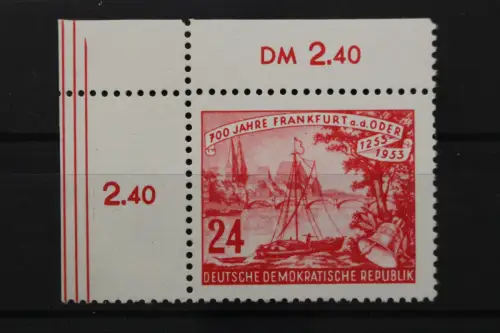 DM 2.40
700 JAHRE FRANKFURT a.d.ODER
1253
1953
2.40
24
DEUTSCHE DEMOKRATISCHE REPUBLIK